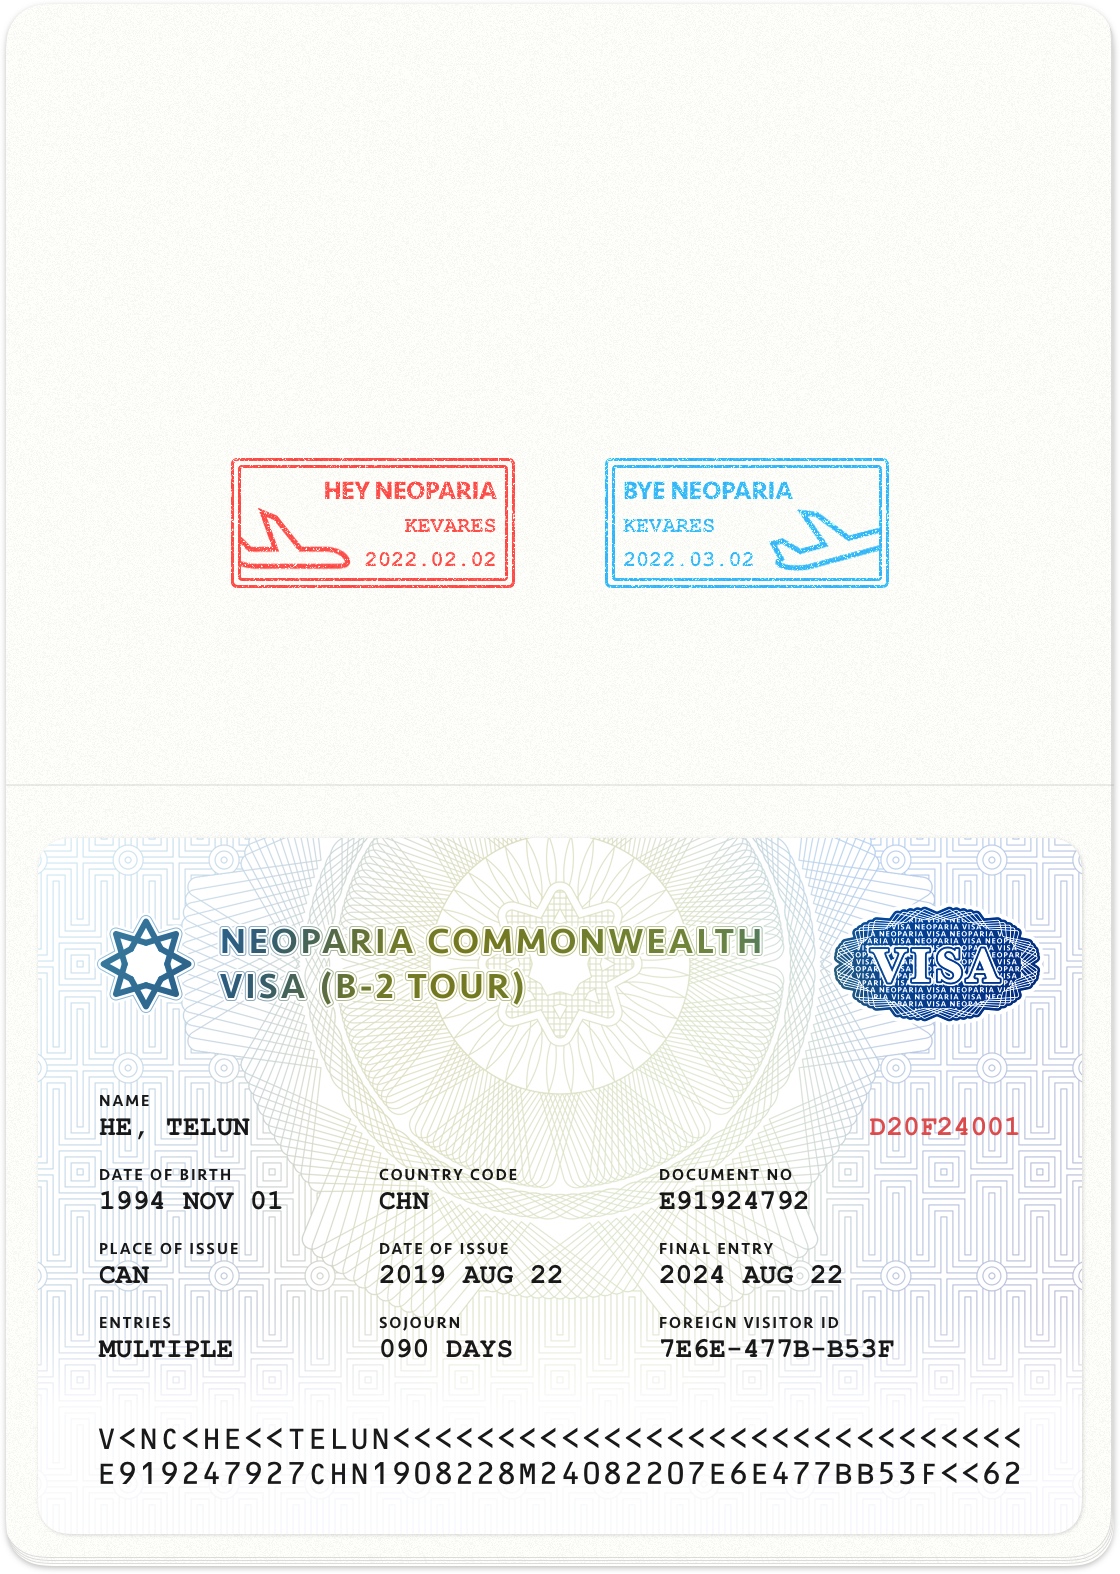 HEY NEOPARIA
KEVARES
2022.02.02
BYE NEOPARIA
KEVARES
2022.03.02
NEOPARIA COMMONWEALTH
VISA (B-2 TOUR)
VISA
NAME
HE, TELUN
D20F24001
DATE OF BIRTH
1994 NOV 01
COUNTRY CODE
CHN
DOCUMENT NO
E91924792
PLACE OF ISSUE
CAN
DATE OF ISSUE
2019 AUG 22
FINAL ENTRY
2024 AUG 22
ENTRIES
MULTIPLE
SOJOURN
090 DAYS
FOREIGN VISITOR ID
7E6E-477B-B53F
V<NC<HE<<TELUN<<<<<<<<<<<<<<<<<<<<<<<<<<<<<<
E919247927CHN1908228M24082207E6E477BB53F<<62